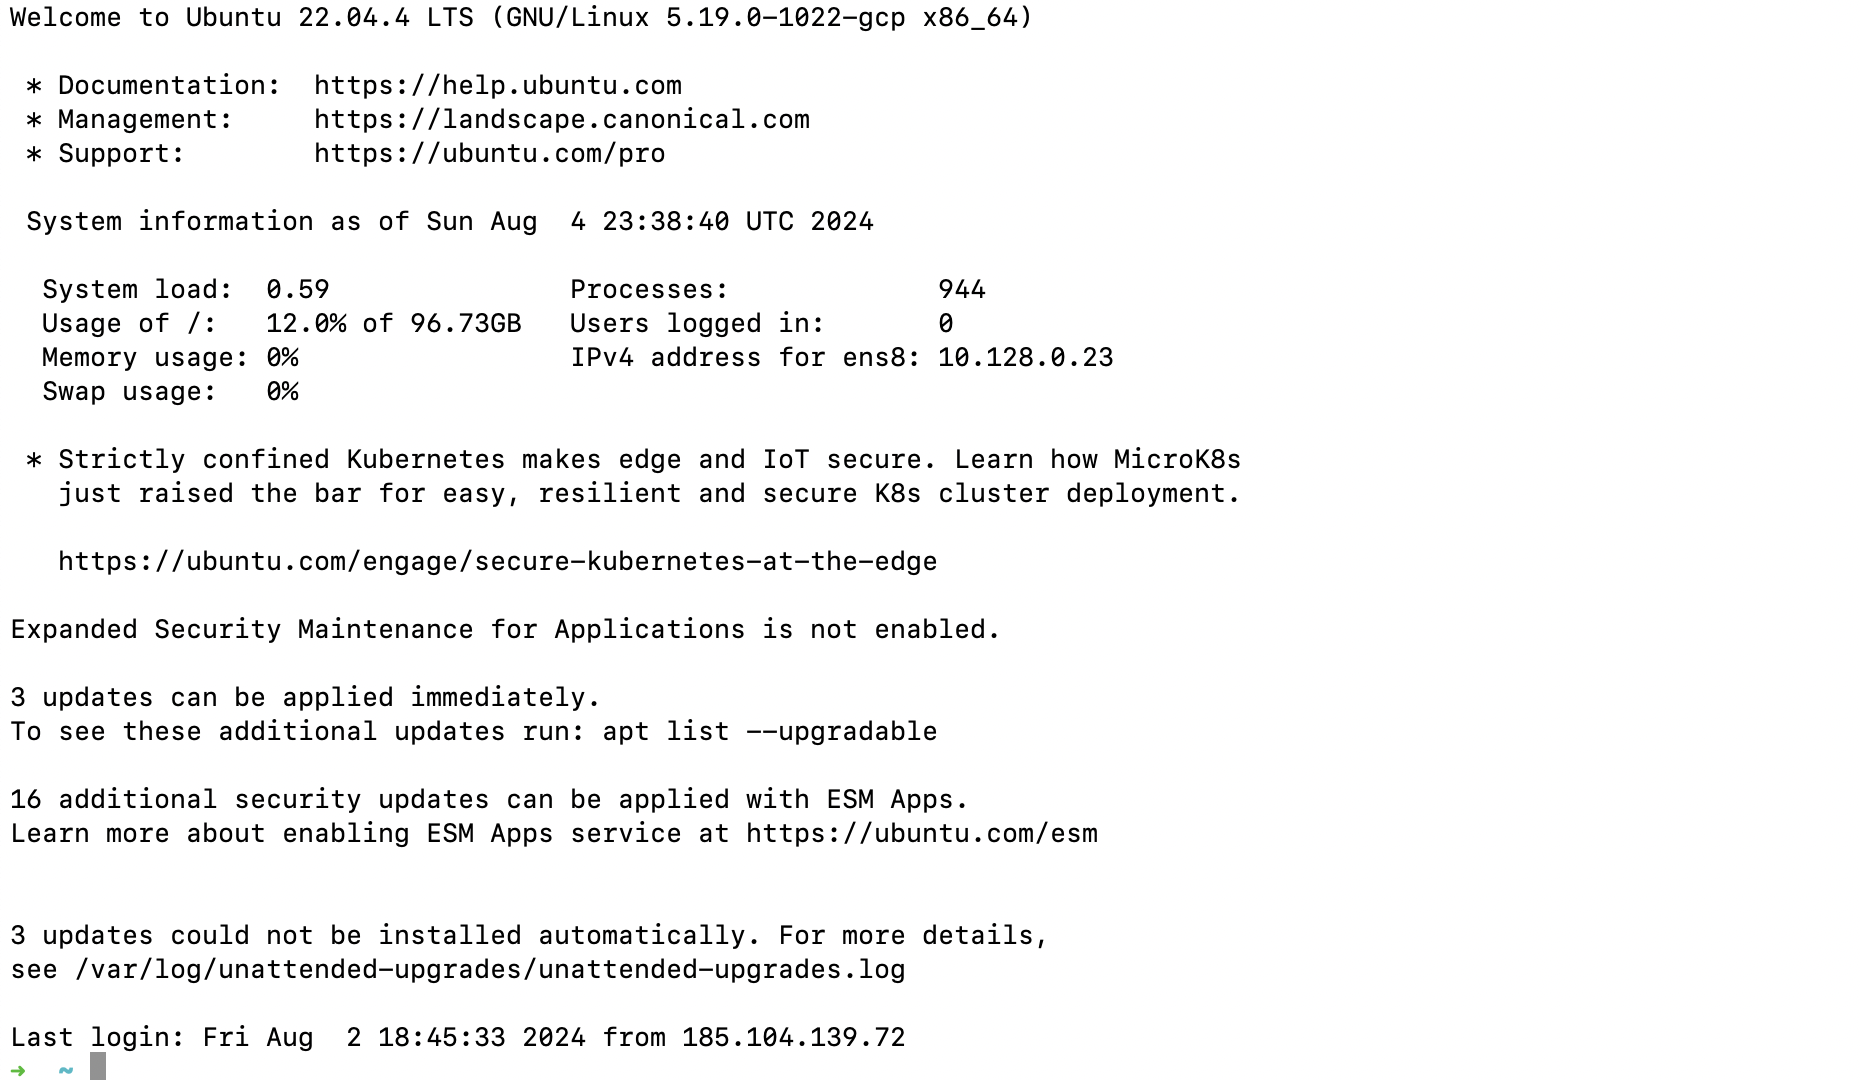 Welcome to Ubuntu 22.04.4 LTS (GNU/Linux 5.19.0-1022-gcp x86_64)

 * Documentation:  https://help.ubuntu.com
 * Management:     https://landscape.canonical.com
 * Support:        https://ubuntu.com/pro

 System information as of Sun Aug  4 23:38:40 UTC 2024

  System load:  0.59               Processes:             944
  Usage of /:   12.0% of 96.73GB   Users logged in:       0
  Memory usage: 0%                 IPv4 address for ens8: 10.128.0.23
  Swap usage:   0%

 * Strictly confined Kubernetes makes edge and IoT secure. Learn how MicroK8s
   just raised the bar for easy, resilient and secure K8s cluster deployment.

   https://ubuntu.com/engage/secure-kubernetes-at-the-edge

Expanded Security Maintenance for Applications is not enabled.

3 updates can be applied immediately.
To see these additional updates run: apt list --upgradable

16 additional security updates can be applied with ESM Apps.
Learn more about enabling ESM Apps service at https://ubuntu.com/esm


3 updates could not be installed automatically. For more details,
see /var/log/unattended-upgrades/unattended-upgrades.log

Last login: Fri Aug  2 18:45:33 2024 from 185.104.139.72
➜  ~